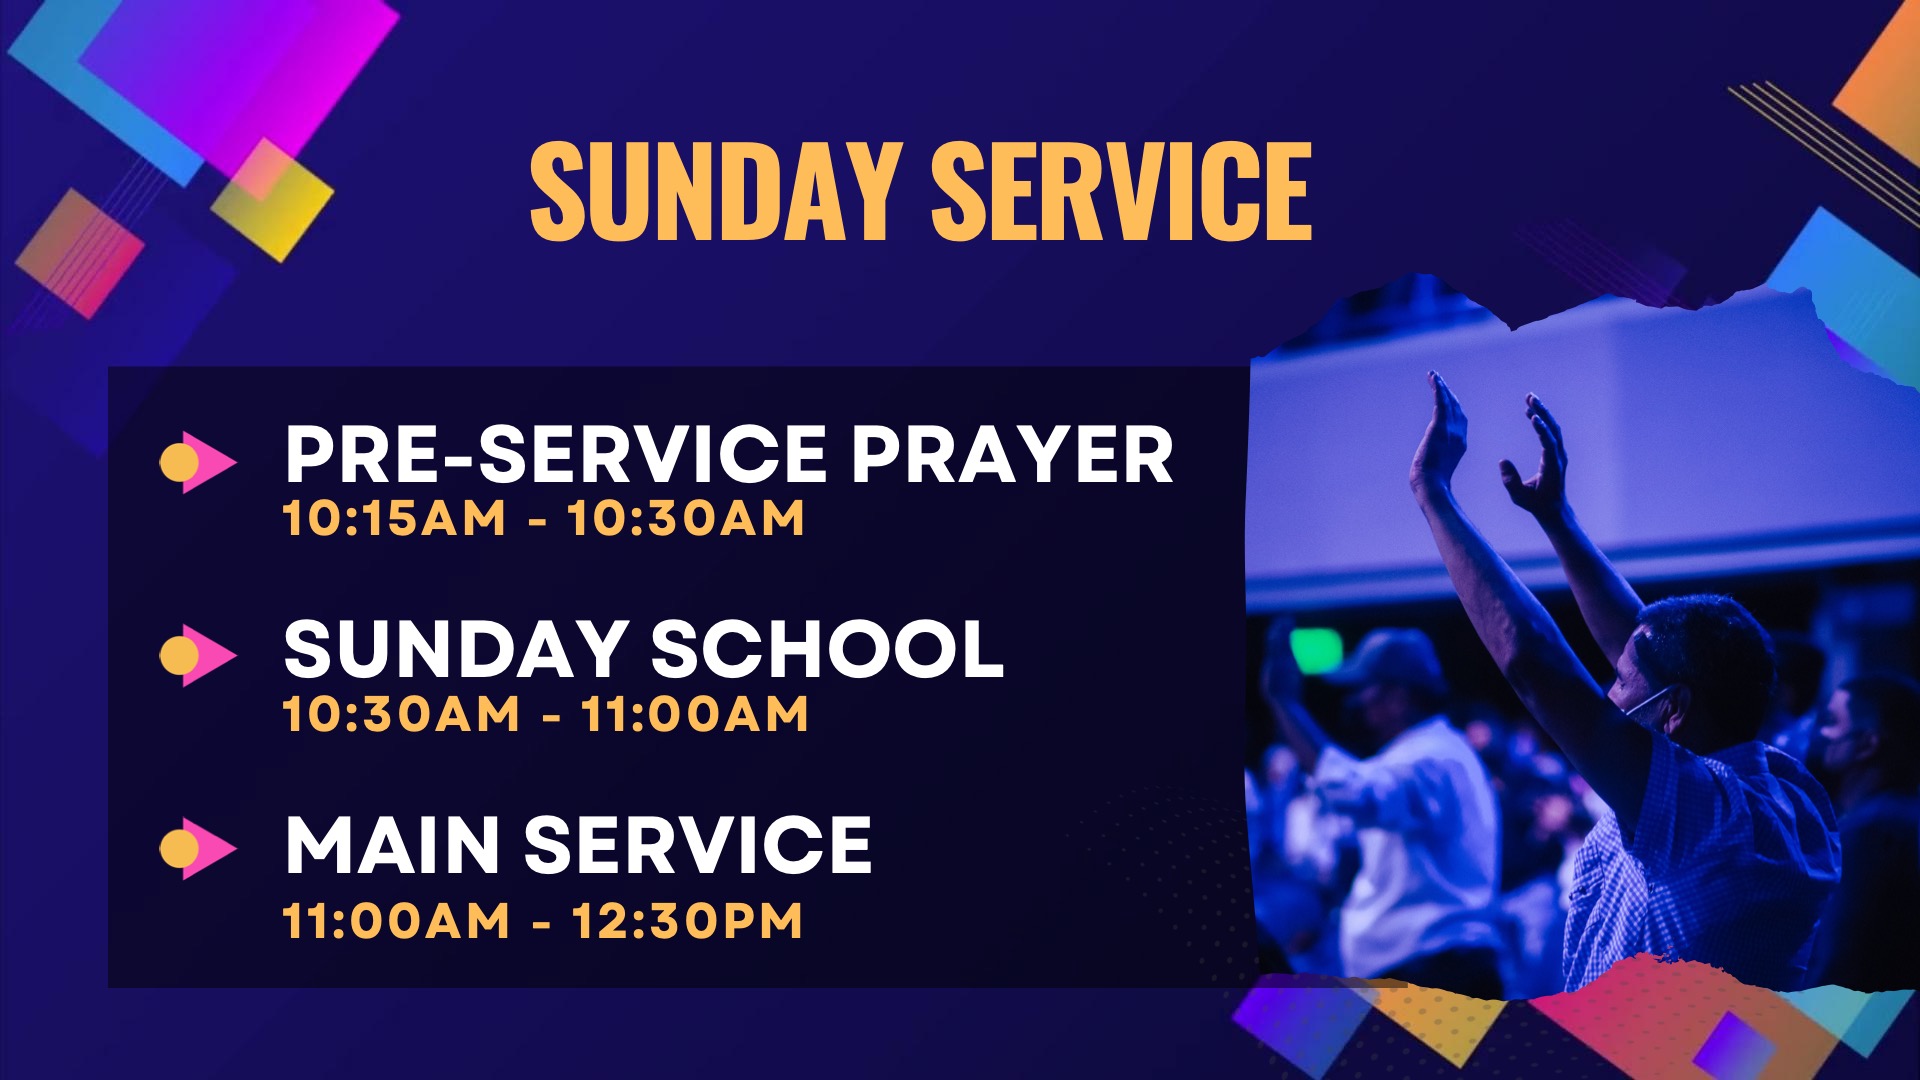 SUNDAY SERVICE
PRE-SERVICE PRAYER
10:15AM - 10:30AM
SUNDAY SCHOOL
10:30AM - 11:00AM
MAIN SERVICE
11:00AM - 12:30PM